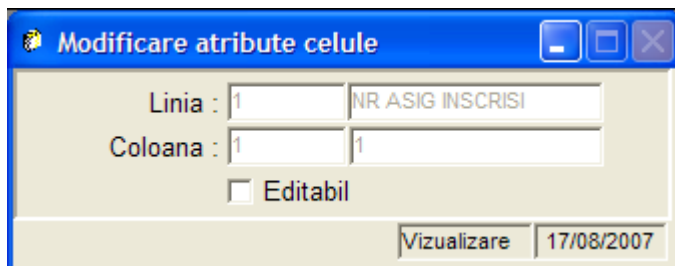 Modificare atribute celule
Linia : 1 NR ASIG INSCRISI
Coloana : 1 1
Editabil
Vizualizare 17/08/2007